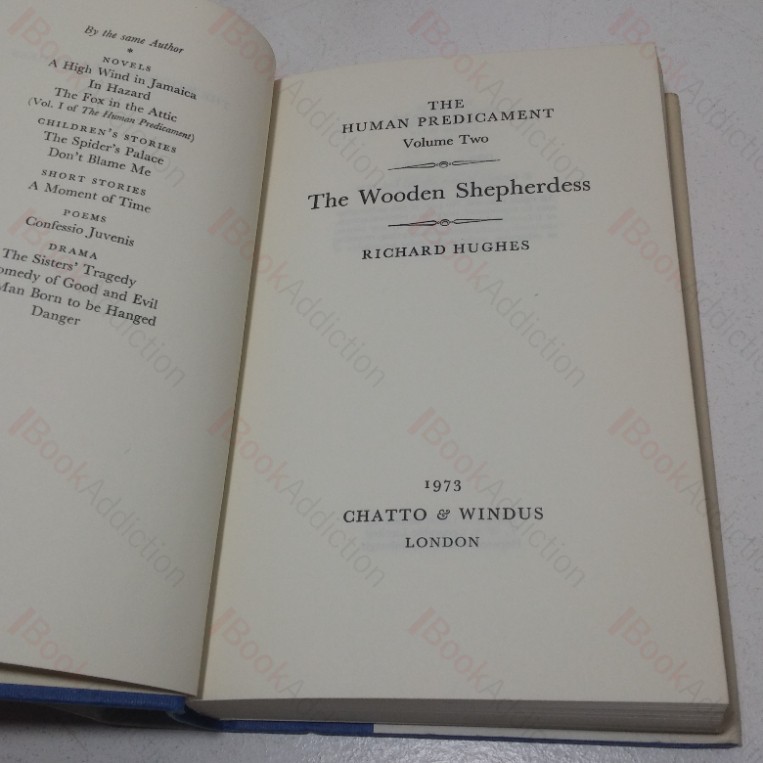 By the same Author
*
NOVELS
A High Wind in Jamaica
In Hazard
The Fox in the Attic
(Vol. I of The Human Predicament)
CHILDREN'S STORIES
The Spider's Palace
Don't Blame Me
SHORT STORIES
A Moment of Time
POEMS
Confessio Juvenis
DRAMA
The Sisters' Tragedy
omedy of Good and Evil
Man Born to be Hanged
Danger
THE
HUMAN PREDICAMENT
Volume Two
The Wooden Shepherdess
RICHARD HUGHES
1973
CHATTO & WINDUS
LONDON
BookAddiction